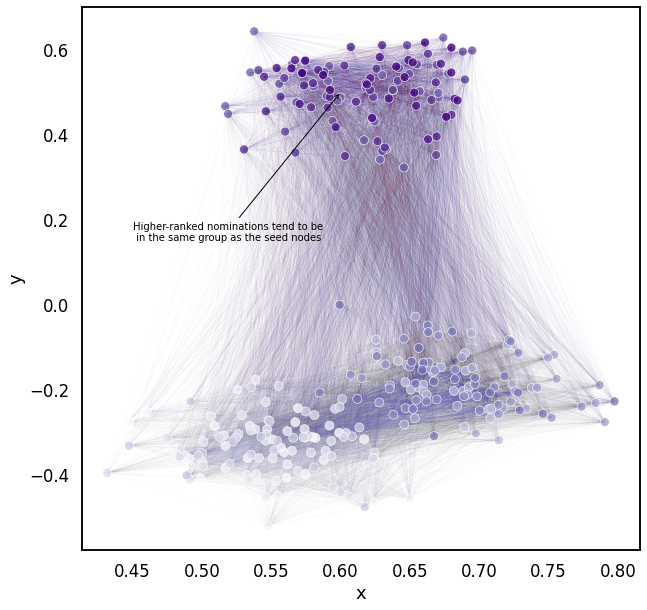 0.6
0.4
0.2
0.0
−0.2
−0.4
y
Higher-ranked nominations tend to be
in the same group as the seed nodes
0.45 0.50 0.55 0.60 0.65 0.70 0.75 0.80
x